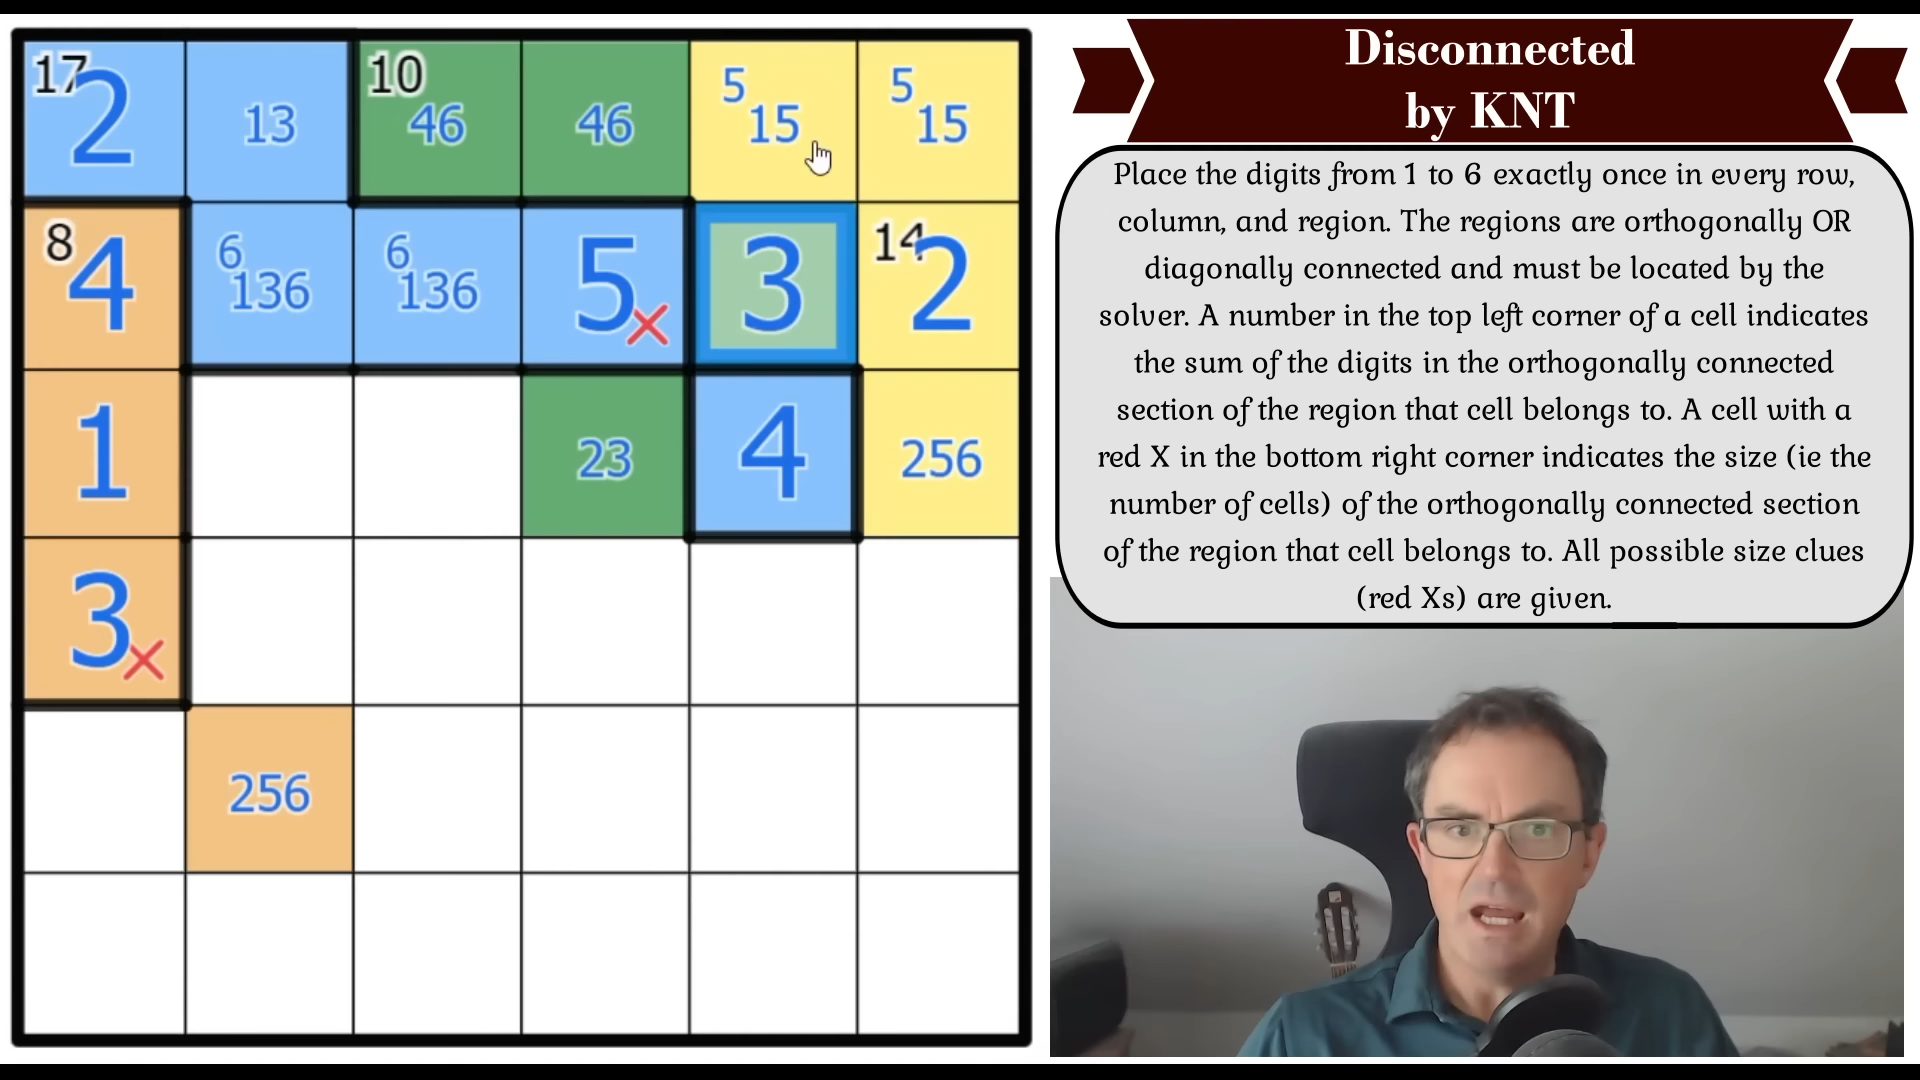 Disconnected
by KNT
Place the digits from 1 to 6 exactly once in every row,
column, and region. The regions are orthogonally OR
diagonally connected and must be located by the
solver. A number in the top left corner of a cell indicates
the sum of the digits in the orthogonally connected
section of the region that cell belongs to. A cell with a
red X in the bottom right corner indicates the size (ie the
number of cells) of the orthogonally connected section
of the region that cell belongs to. All possible size clues
(red Xs) are given.
17 2 13 10 46 46 5 15 5 15
8 4 6 136 6 136 5 3 14 2
1 23 4 256
3
256